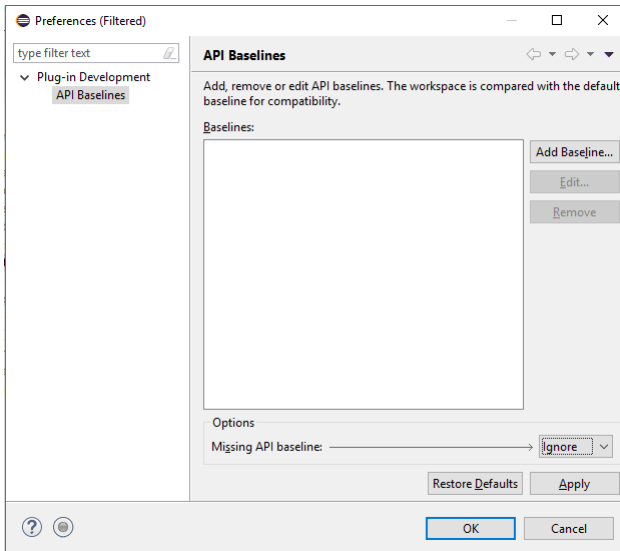 Preferences (Filtered)
type filter text
Plug-in Development
API Baselines
API Baselines
Add, remove or edit API baselines. The workspace is compared with the default
baseline for compatibility.
Baselines:
Add Baseline...
Edit...
Remove
Options
Missing API baseline:
Ignore
Restore Defaults
Apply
?
OK
Cancel